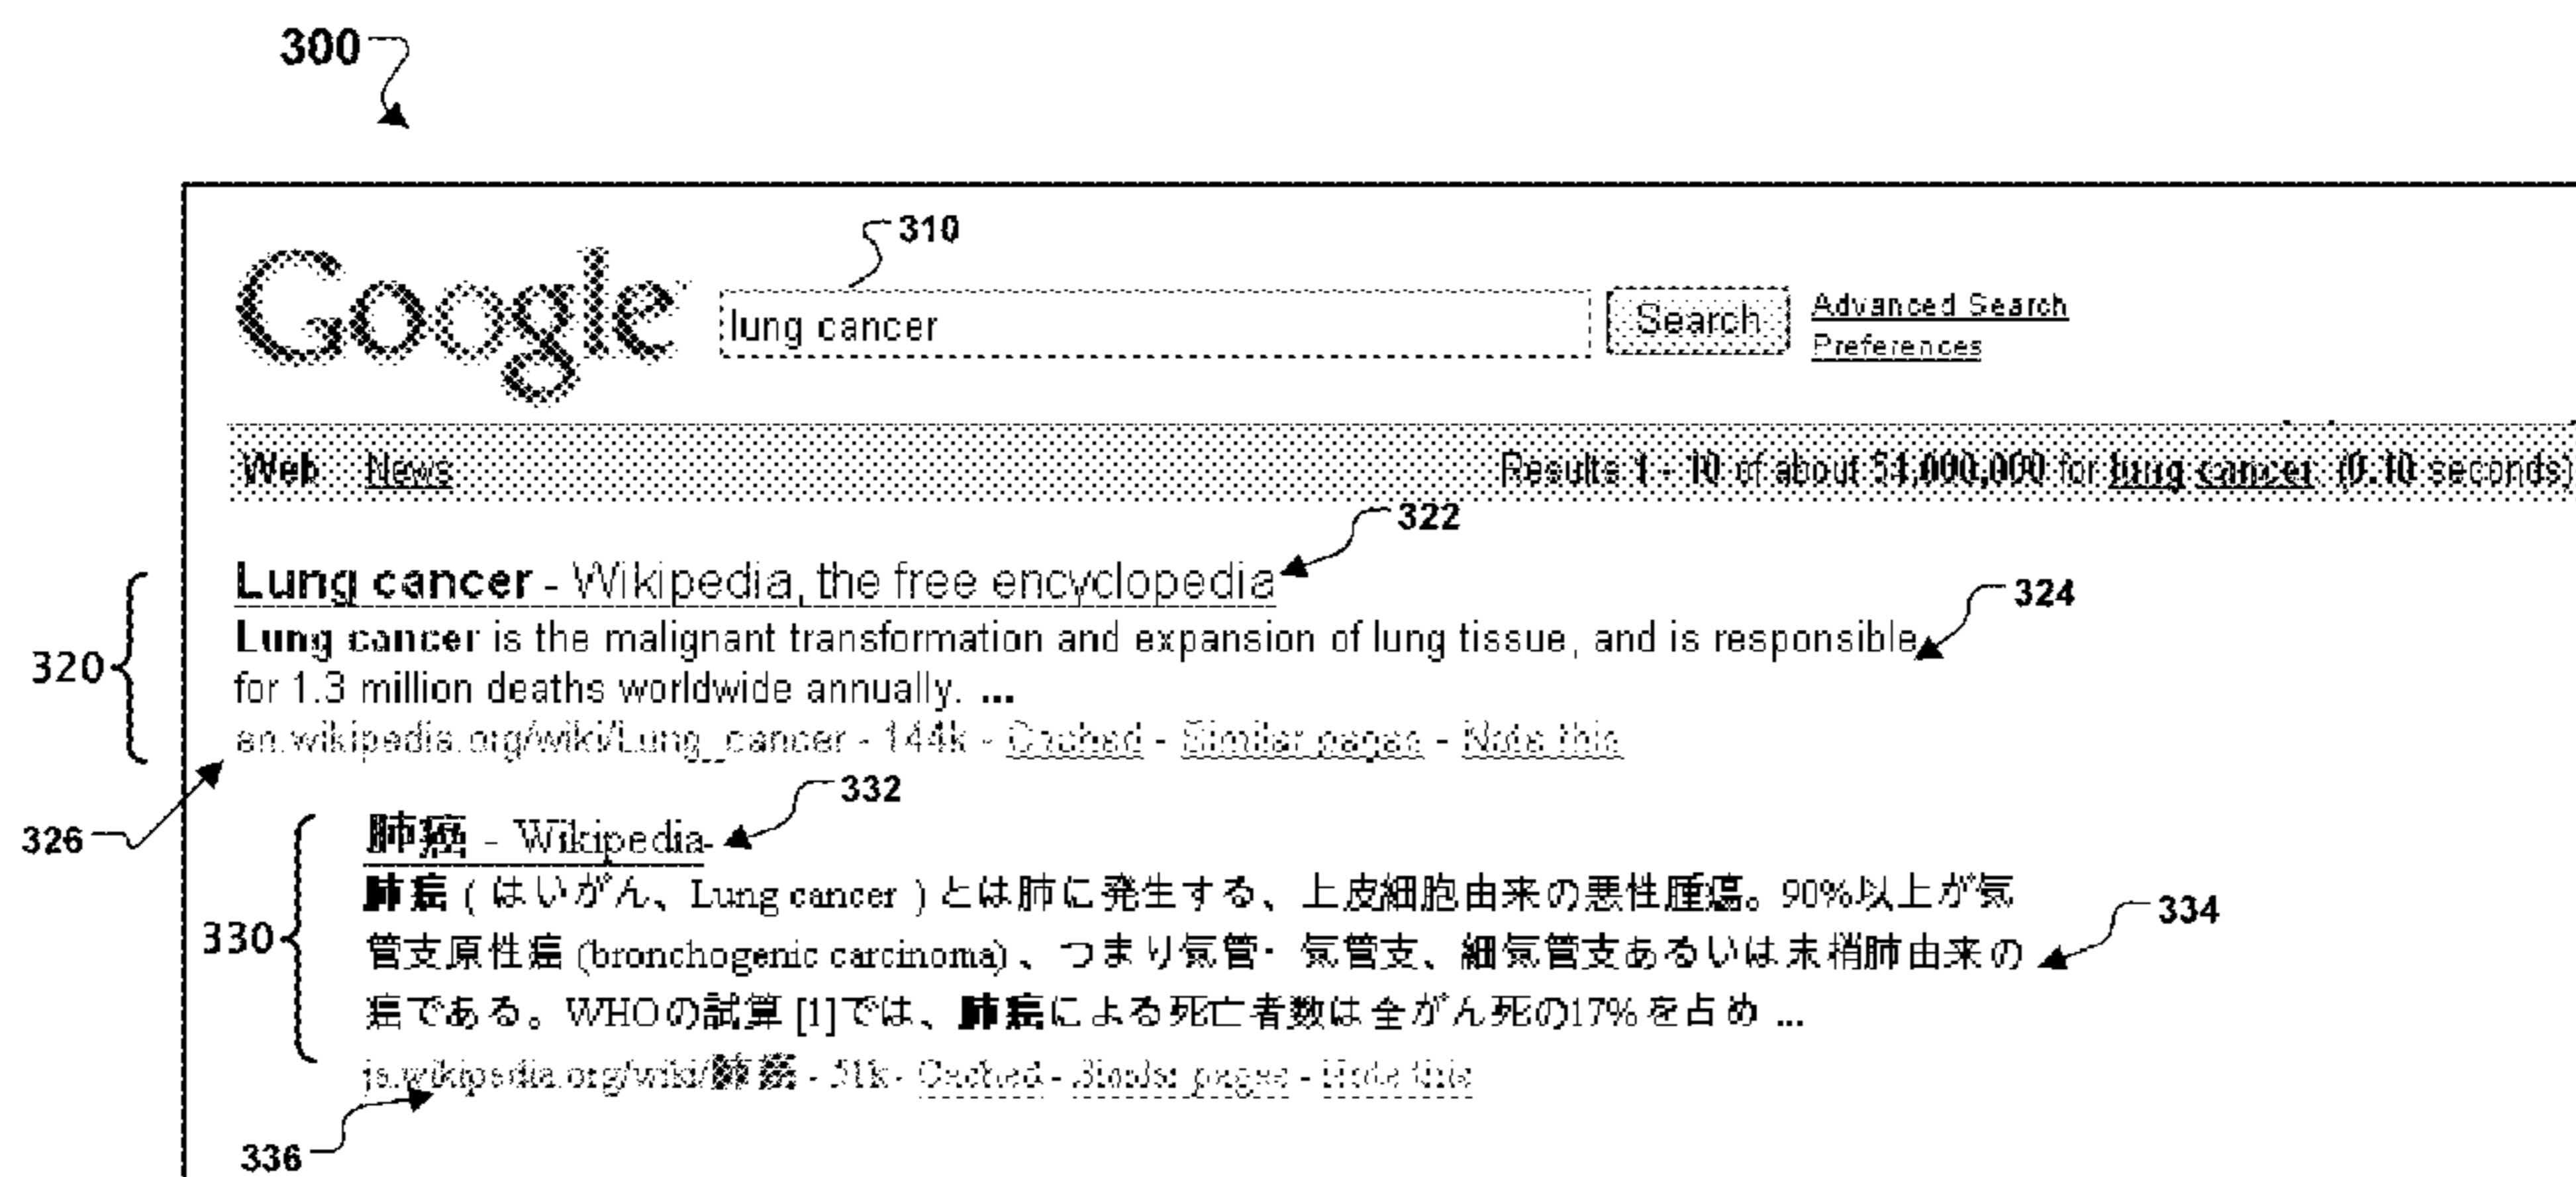 300
310
Google lung cancer Search Advanced Search
Preferences
Web News Results 1 - 10 of about 51,000,000 for lung cancer. (0.10 seconds)
322
Lung cancer - Wikipedia, the free encyclopedia
324
Lung cancer is the malignant transformation and expansion of lung tissue, and is responsible
320
for 1.3 million deaths worldwide annually. ...
en.wikipedia.org/wiki/Lung_cancer - 144k - Cached - Similar pages - Note this
332
326
肺癌 - Wikipedia
肺癌 ( はいがん、Lung cancer ) とは肺に発生する、上皮細胞由来の悪性腫瘍。90%以上が気
334
330
管支原性癌 (bronchogenic carcinoma) 、つまり気管・気管支、細気管支あるいは末梢肺由来の
癌である。WHOの試算 [1]では、肺癌による死亡者数は全がん死の17%を占め ...
ja.wikipedia.org/wiki/肺癌 - 51k - Cached - Similar pages - Note this
336